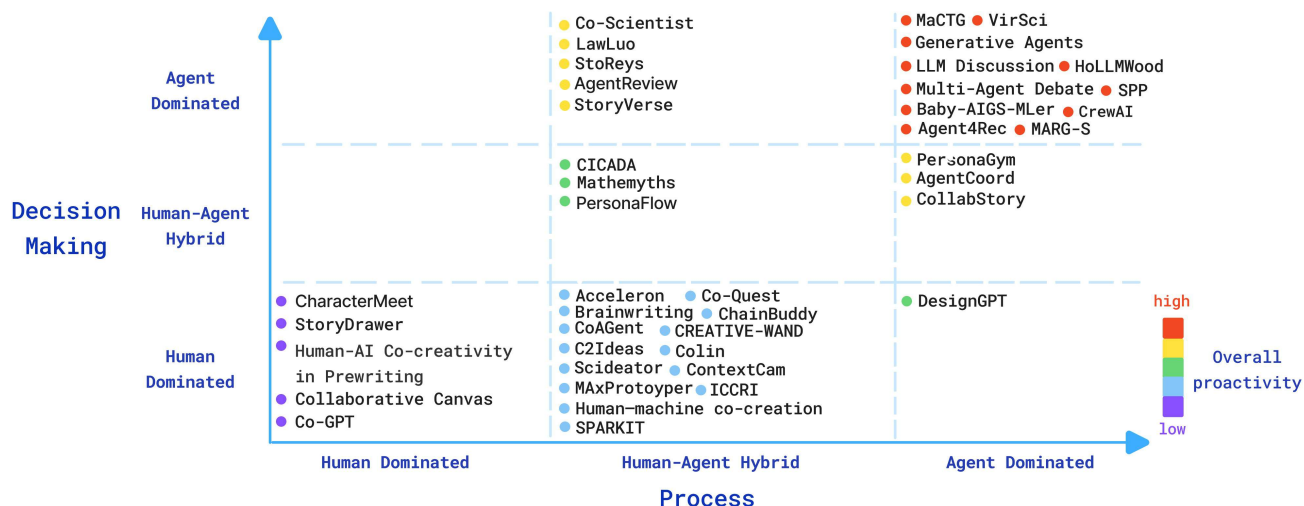 Co-Scientist
LawLuo
StoReys
AgentReview
StoryVerse
MaCTG VirSci
Generative Agents
LLM Discussion HoLLMWood
Multi-Agent Debate SPP
Baby-AIGS-MLer CrewAI
Agent4Rec MARG-S
Agent
Dominated
CICADA
Mathemyths
PersonaFlow
PersonaGym
AgentCoord
CollabStory
Decision
Making
Human-Agent
Hybrid
CharacterMeet
StoryDrawer
Human-AI Co-creativity
in Prewriting
Collaborative Canvas
Co-GPT
Acceleron Co-Quest
Brainwriting ChainBuddy
CoAGent CREATIVE-WAND
C2Ideas Colin
Scideator ContextCam
MAxProtoyper ICCRI
Human—machine co-creation
SPARKIT
DesignGPT
Human
Dominated
high
Overall
proactivity
low
Human Dominated
Human-Agent Hybrid
Agent Dominated
Process